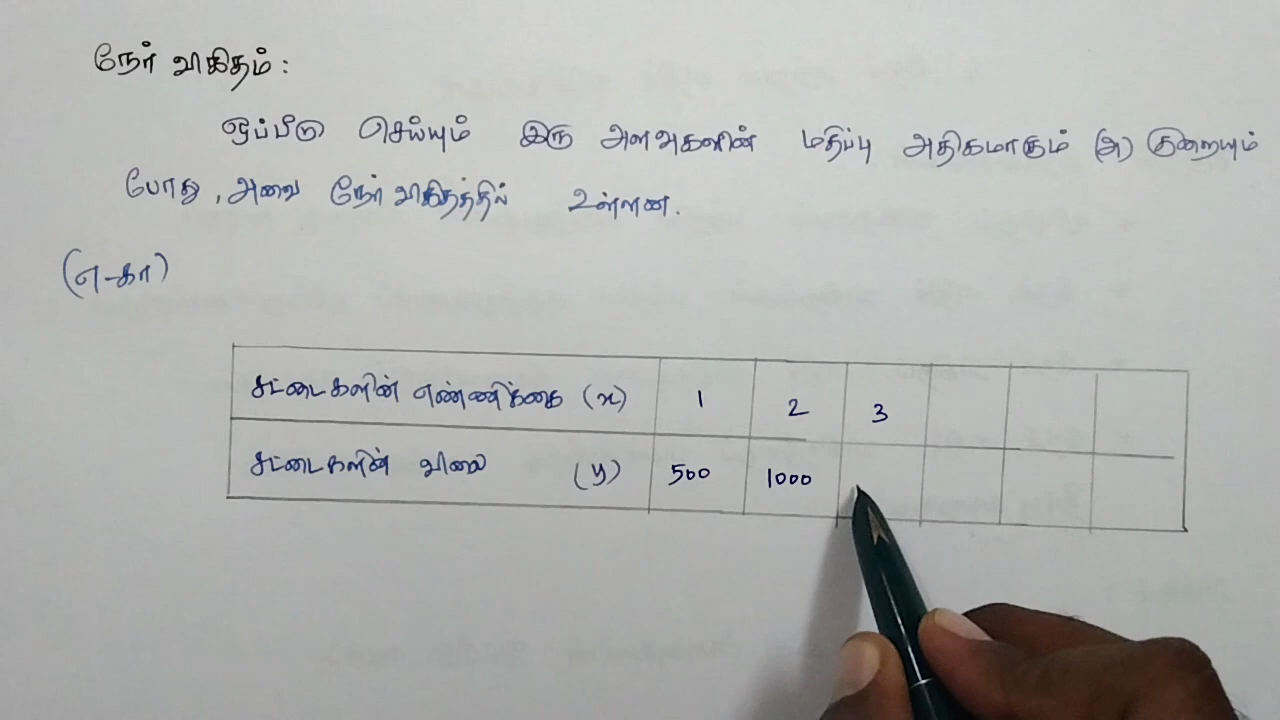 நேர் விகிதம் :
ஒப்பீடு செய்யும் இரு அளவுகளின் மதிப்பு அதிகமாகும் (அ) குறையும்
போது , அவை நேர் விகிதத்தில் உள்ளன.
(எ-கா)
சட்டைகளின் எண்ணிக்கை (x) 1 2 3
சட்டைகளின் விலை (y) 500 1000